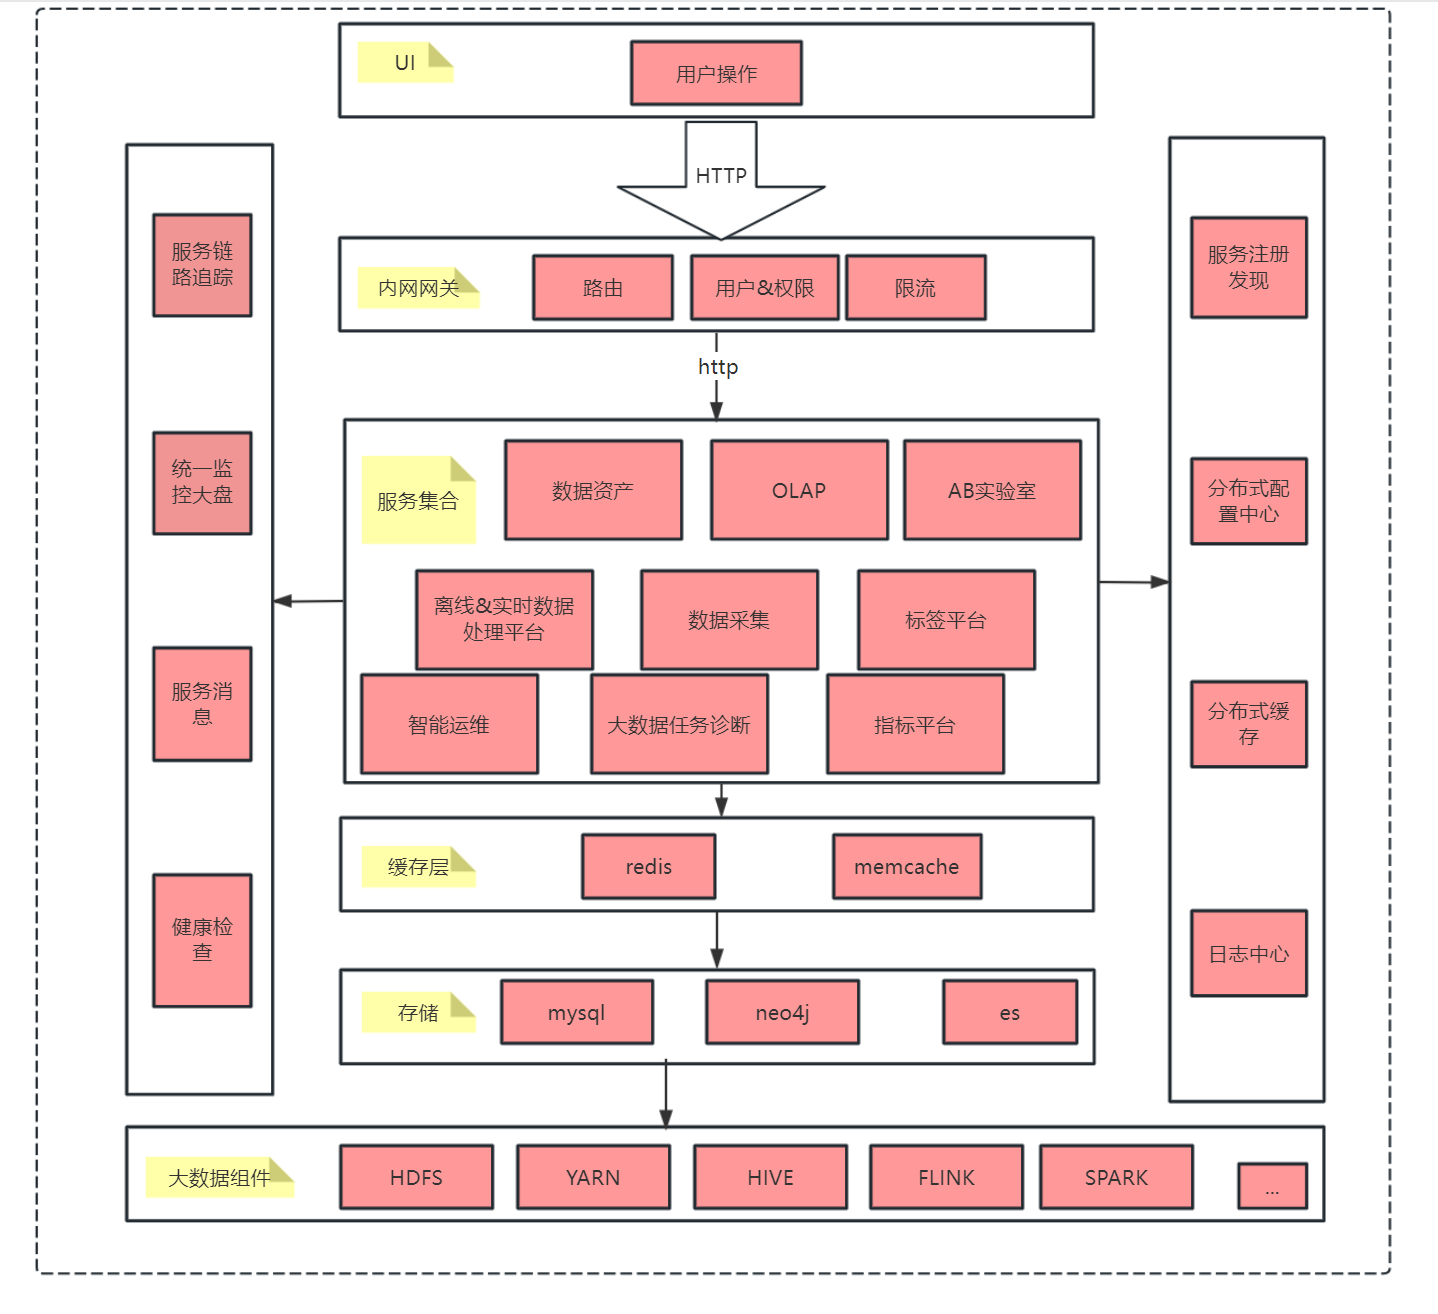 UI
用户操作
HTTP
内网网关
路由
用户&权限
限流
http
服务集合
数据资产
OLAP
AB实验室
离线&实时数据
处理平台
数据采集
标签平台
智能运维
大数据任务诊断
指标平台
缓存层
redis
memcache
存储
mysql
neo4j
es
大数据组件
HDFS
YARN
HIVE
FLINK
SPARK
...
服务链
路追踪
统一监
控大盘
服务消
息
健康检
查
服务注册
发现
分布式配
置中心
分布式缓
存
日志中心